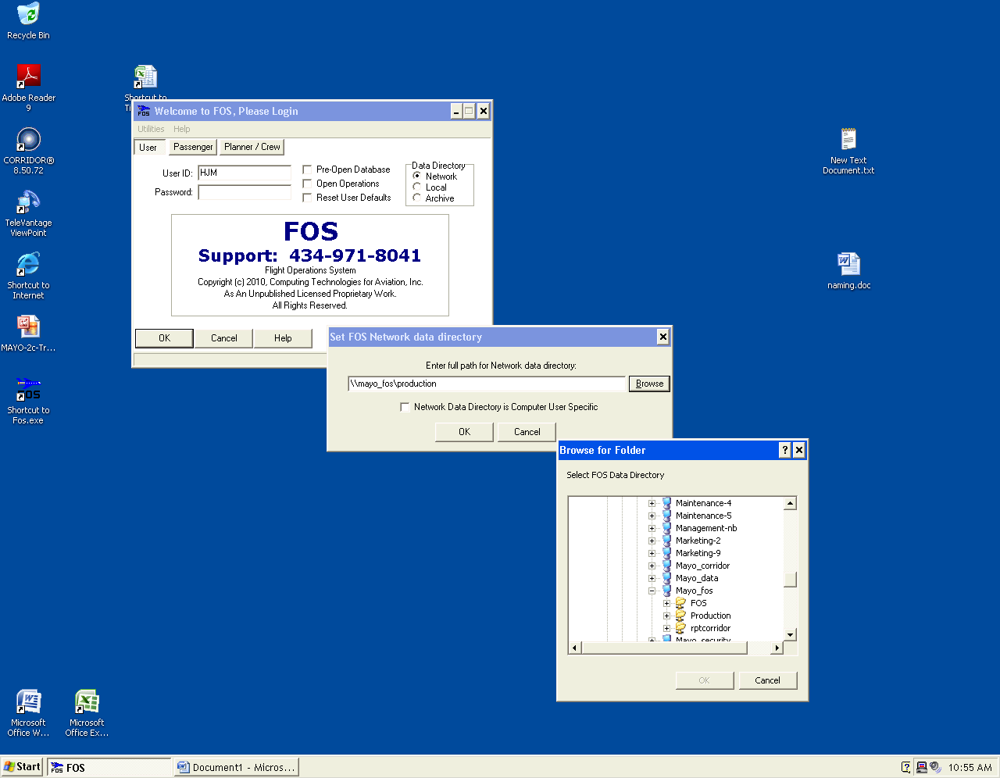 Recycle Bin
Adobe Reader
9
Shortcut to
CORRIDOR®
8.50.72
TeleVantage
ViewPoint
Shortcut to
Internet
MAYO-2c-Tr...
FOS
Shortcut to
Fos.exe
Microsoft
Office W...
Microsoft
Office Ex...
New Text
Document.txt
naming.doc
FOS Welcome to FOS, Please Login
Utilities Help
User Passenger Planner / Crew
User ID: HJM
Password:
Pre-Open Database
Open Operations
Reset User Defaults
Data Directory
Network
Local
Archive
FOS
Support: 434-971-8041
Flight Operations System
Copyright (c) 2010, Computing Technologies for Aviation, Inc.
As An Unpublished Licensed Proprietary Work.
All Rights Reserved.
OK Cancel Help
Set FOS Network data directory
Enter full path for Network data directory:
\\mayo_fos\production Browse
Network Data Directory is Computer User Specific
OK Cancel
Browse for Folder
Select FOS Data Directory
Maintenance-4
Maintenance-5
Management-nb
Marketing-2
Marketing-9
Mayo_corridor
Mayo_data
Mayo_fos
FOS
Production
rptcorridor
Mayo_security
OK Cancel
Start FOS FOS Document1 - Micros... 10:55 AM